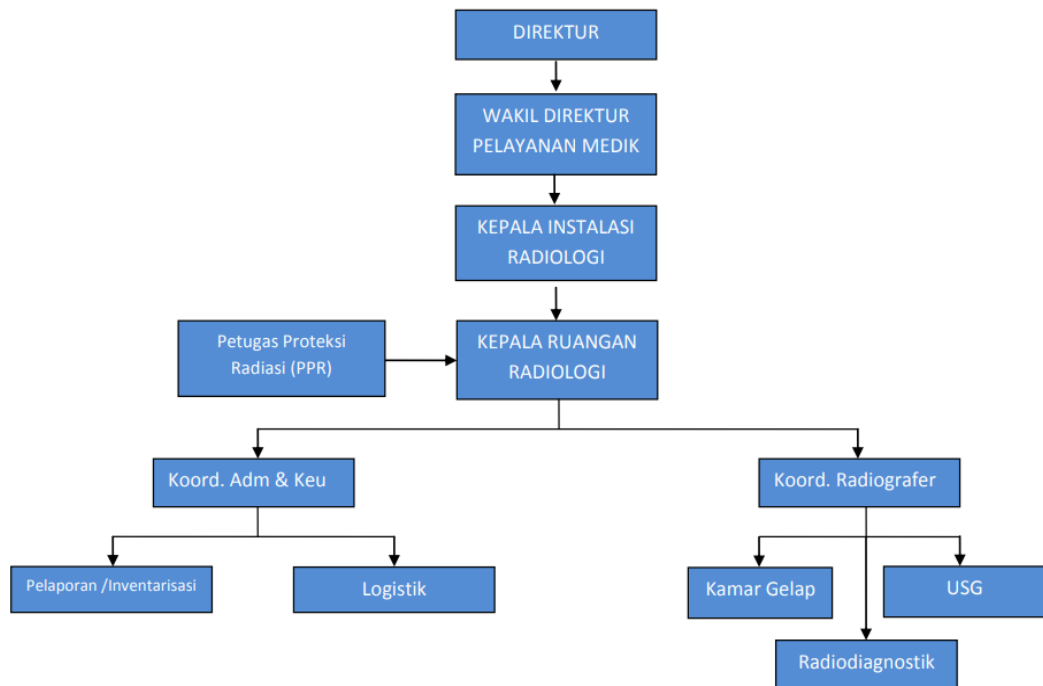 DIREKTUR
WAKIL DIREKTUR
PELAYANAN MEDIK
KEPALA INSTALASI
RADIOLOGI
Petugas Proteksi
Radiasi (PPR)
KEPALA RUANGAN
RADIOLOGI
Koord. Adm & Keu
Koord. Radiografer
Pelaporan /Inventarisasi
Logistik
Kamar Gelap
USG
Radiodiagnostik